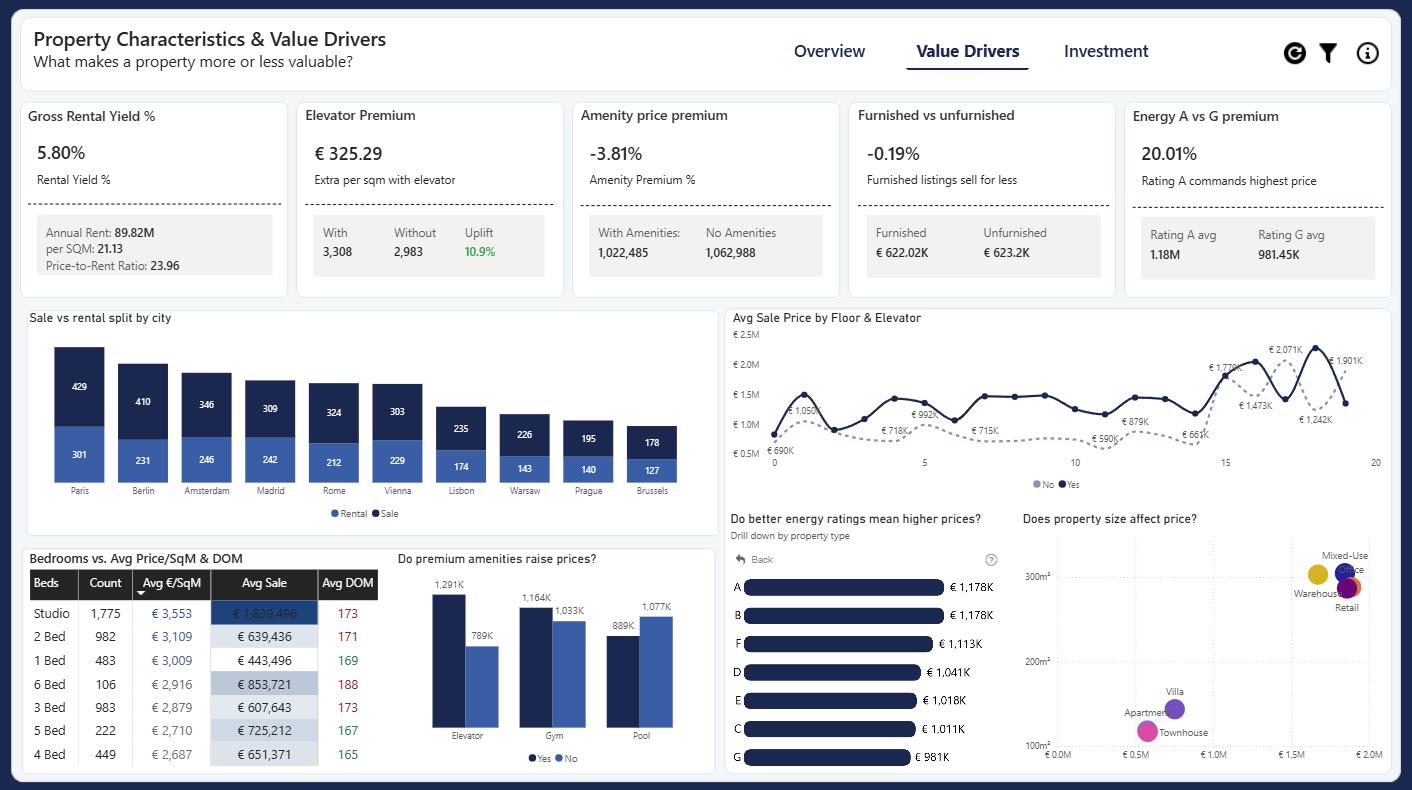 Property Characteristics & Value Drivers
What makes a property more or less valuable?
Overview
Value Drivers
Investment
Gross Rental Yield %
5.80%
Rental Yield %
Annual Rent: 89.82M
per SQM: 21.13
Price-to-Rent Ratio: 23.96
Elevator Premium
€ 325.29
Extra per sqm with elevator
With Without Uplift
3,308 2,983 10.9%
Amenity price premium
-3.81%
Amenity Premium %
With Amenities: No Amenities
1,022,485 1,062,988
Furnished vs unfurnished
-0.19%
Furnished listings sell for less
Furnished Unfurnished
€ 622.02K € 623.2K
Energy A vs G premium
20.01%
Rating A commands highest price
Rating A avg Rating G avg
1.18M 981.45K
Sale vs rental split by city
429 410 346 309 324 303 235 226 195 178
301 231 246 242 212 229 174 143 140 127
Paris Berlin Amsterdam Madrid Rome Vienna Lisbon Warsaw Prague Brussels
Rental Sale
Avg Sale Price by Floor & Elevator
€ 2.5M
€ 2.0M
€ 1.5M
€ 1.0M
€ 0.5M
€ 690K
€ 1,050K
€ 718K
€ 992K
€ 715K
€ 590K
€ 879K
€ 661K
€ 1,473K
€ 2,071K
€ 1,242K
€ 1,901K
0 5 10 15 20
No Yes
Bedrooms vs. Avg Price/SqM & DOM
Beds Count Avg €/SqM Avg Sale Avg DOM
Studio 1,775 € 3,553 € 1,839,496 173
2 Bed 982 € 3,109 € 639,436 171
1 Bed 483 € 3,009 € 443,496 169
6 Bed 106 € 2,916 € 853,721 188
3 Bed 983 € 2,879 € 607,643 173
5 Bed 222 € 2,710 € 725,212 167
4 Bed 449 € 2,687 € 651,371 165
Do premium amenities raise prices?
1,291K 789K 1,164K 1,033K 889K 1,077K
Elevator Gym Pool
Yes No
Do better energy ratings mean higher prices?
Drill down by property type
Back ?
A € 1,178K
B € 1,178K
F € 1,113K
D € 1,041K
E € 1,018K
C € 1,011K
G € 981K
Does property size affect price?
300m²
200m²
100m²
Mixed-Use
Office
Warehouse
Retail
Villa
Apartment
Townhouse
€ 0.0M € 0.5M € 1.0M € 1.5M € 2.0M